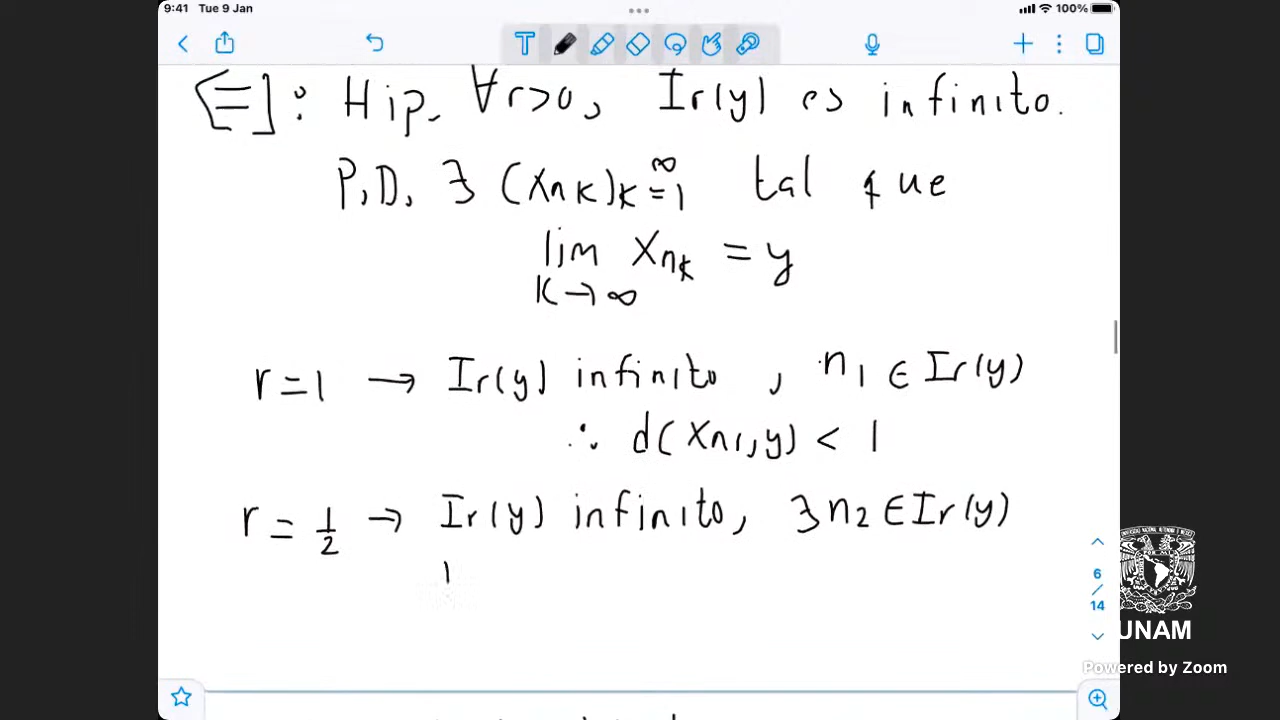 9:41 Tue 9 Jan 100%
[⇐]: Hip. ∀r>0, Ir(y) es infinito.
P.D. ∃ (xnk)k=1^∞ tal que
lim xnk = y
k→∞
r=1 → Ir(y) infinito, n1 ∈ Ir(y)
∴ d(xn1,y) < 1
r=1/2 → Ir(y) infinito, ∃n2 ∈ Ir(y)
6
/
14
UNAM
Powered by Zoom